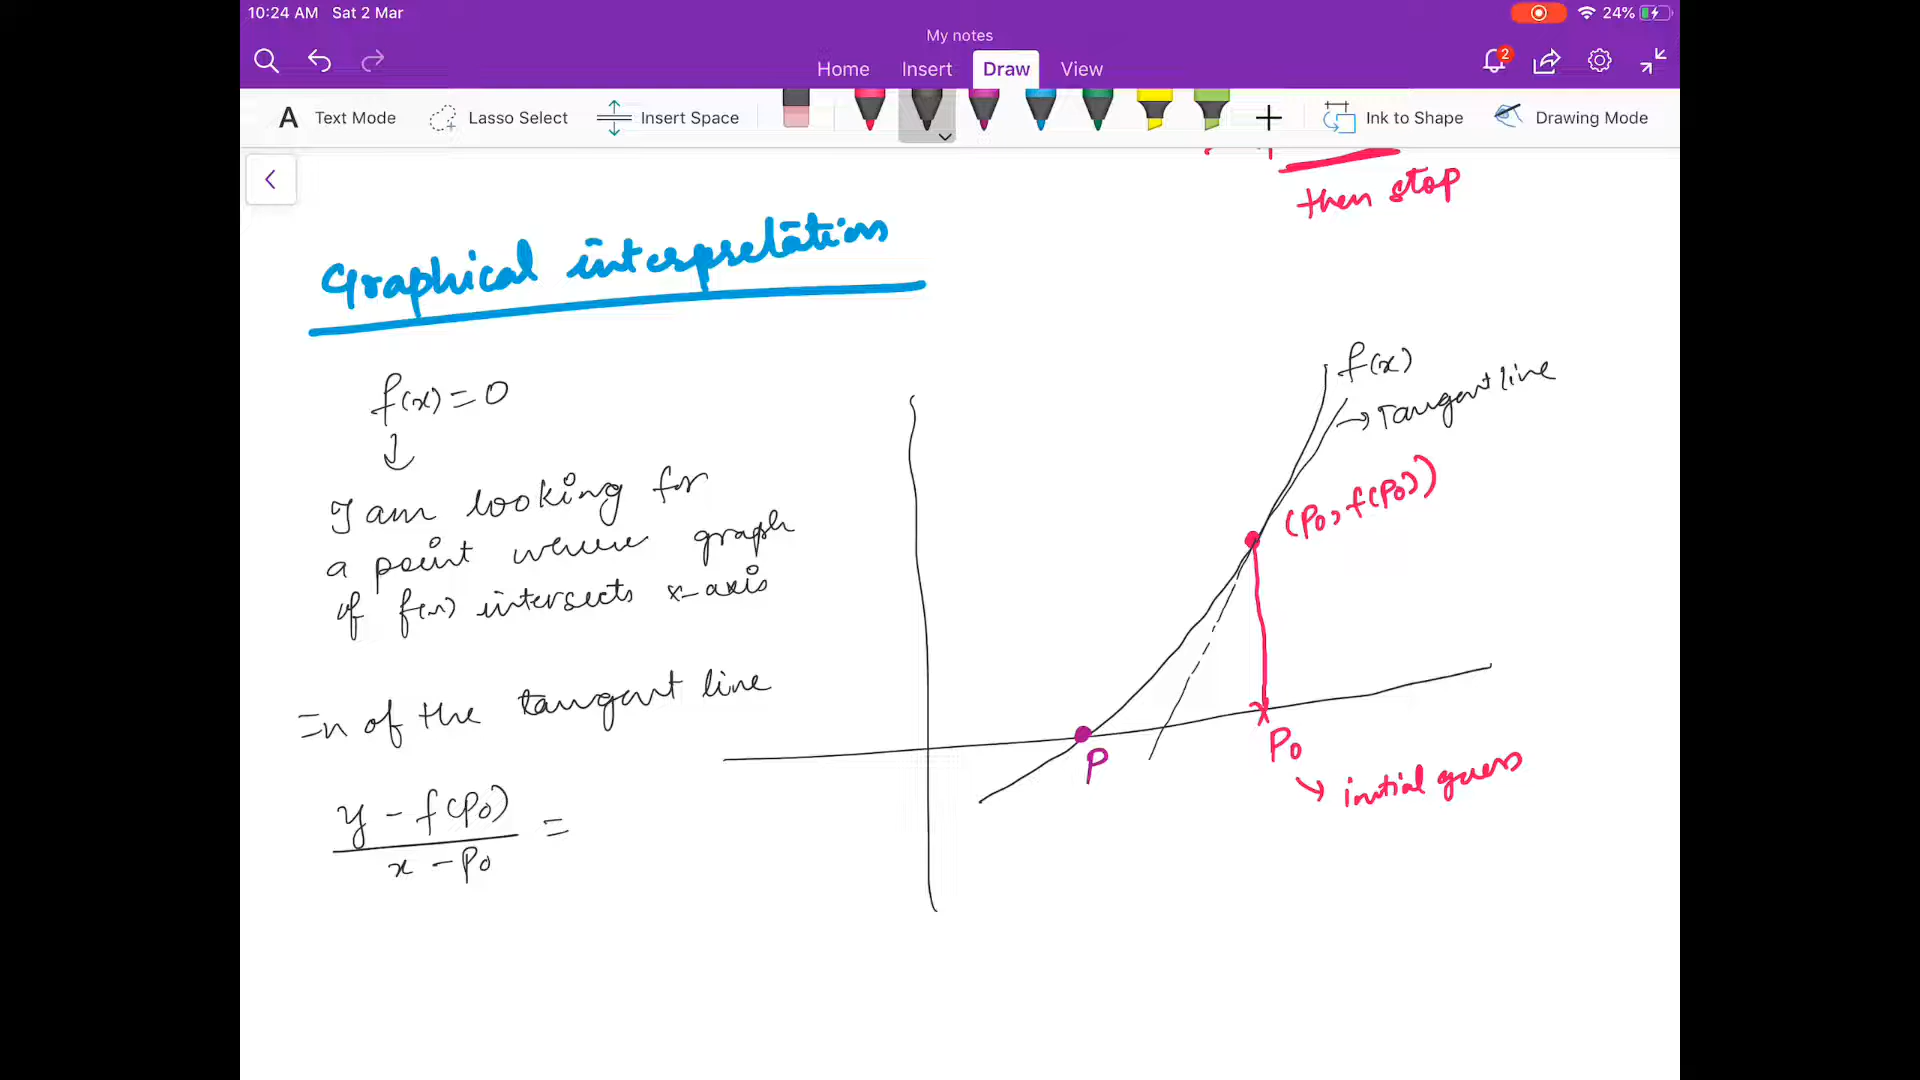 10:24 AM Sat 2 Mar
24%
My notes
2
Home Insert Draw View
A Text Mode Lasso Select Insert Space Ink to Shape Drawing Mode
then stop
Graphical interpretation
f(x)
Tangent line
f(x)=0
I am looking for
a point where graph
of f(x) intersects x-axis
(P0, f(P0))
=n of the tangent line
P
P0
initial guess
y - f(P0)
x - P0
=